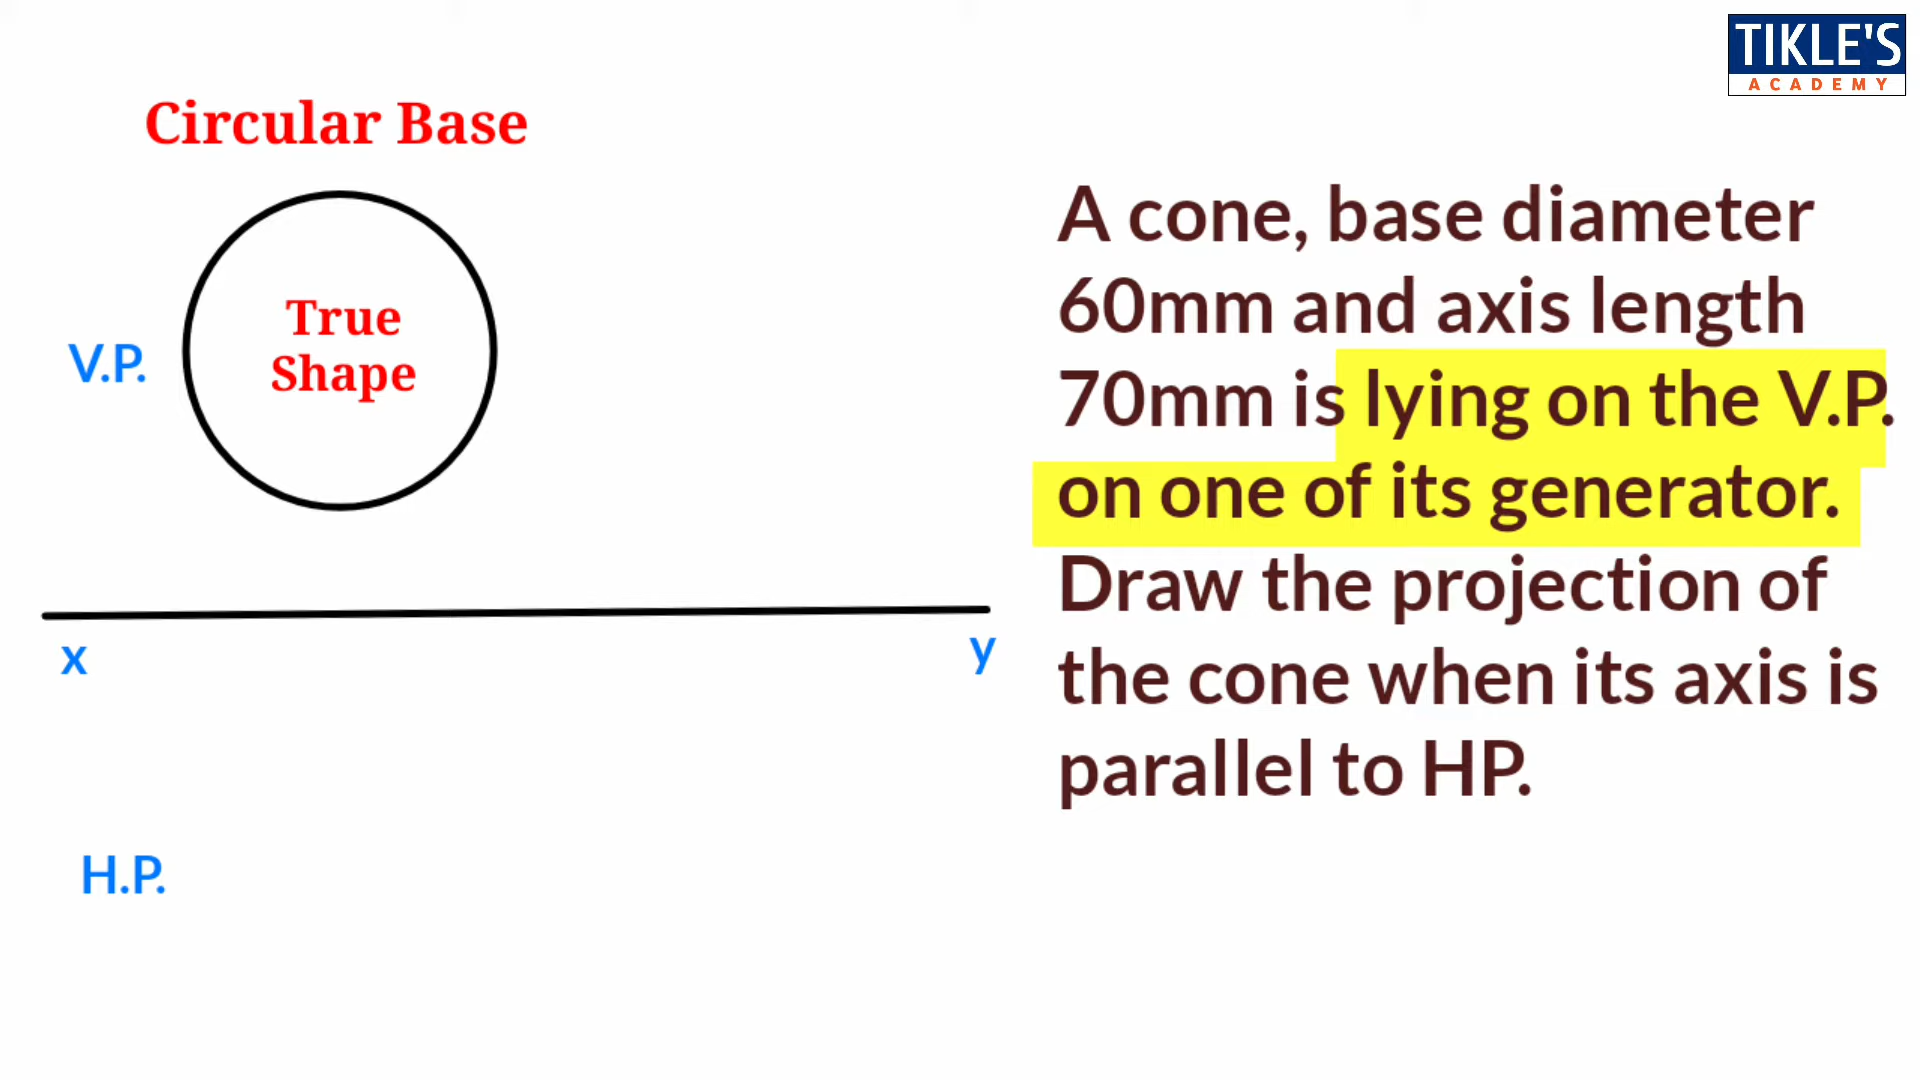 TIKLE'S
ACADEMY
Circular Base
True
Shape
V.P.
x
y
H.P.
A cone, base diameter
60mm and axis length
70mm is lying on the V.P.
on one of its generator.
Draw the projection of
the cone when its axis is
parallel to HP.